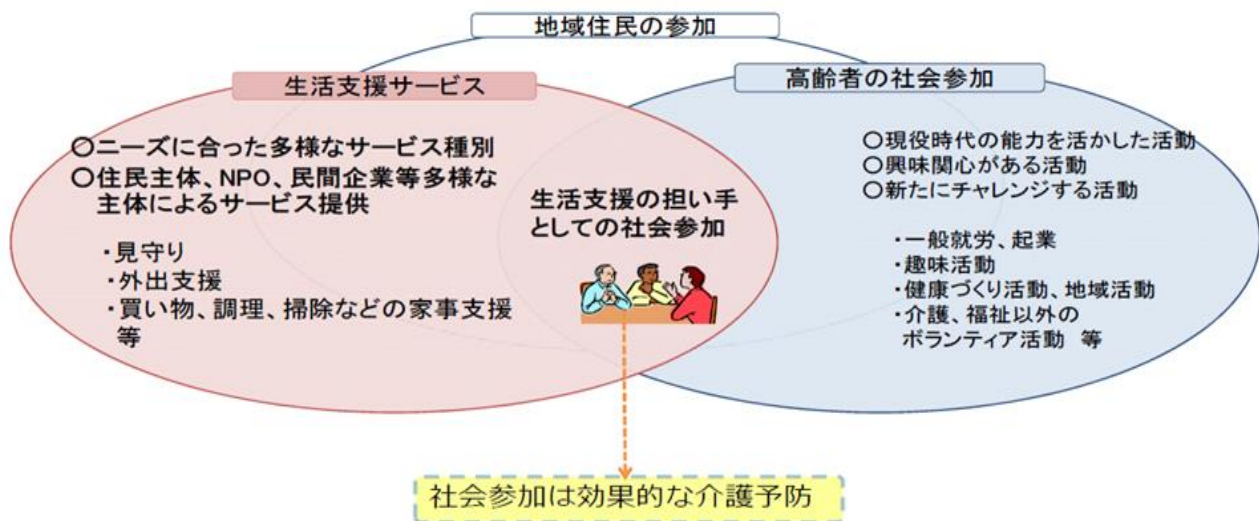 地域住民の参加
生活支援サービス
〇ニーズに合った多様なサービス種別
〇住民主体、NPO、民間企業等多様な
主体によるサービス提供
・見守り
・外出支援
・買い物、調理、掃除などの家事支援
等
生活支援の担い手
としての社会参加
高齢者の社会参加
〇現役時代の能力を活かした活動
〇興味関心がある活動
〇新たにチャレンジする活動
・一般就労、起業
・趣味活動
・健康づくり活動、地域活動
・介護、福祉以外の
ボランティア活動 等
社会参加は効果的な介護予防